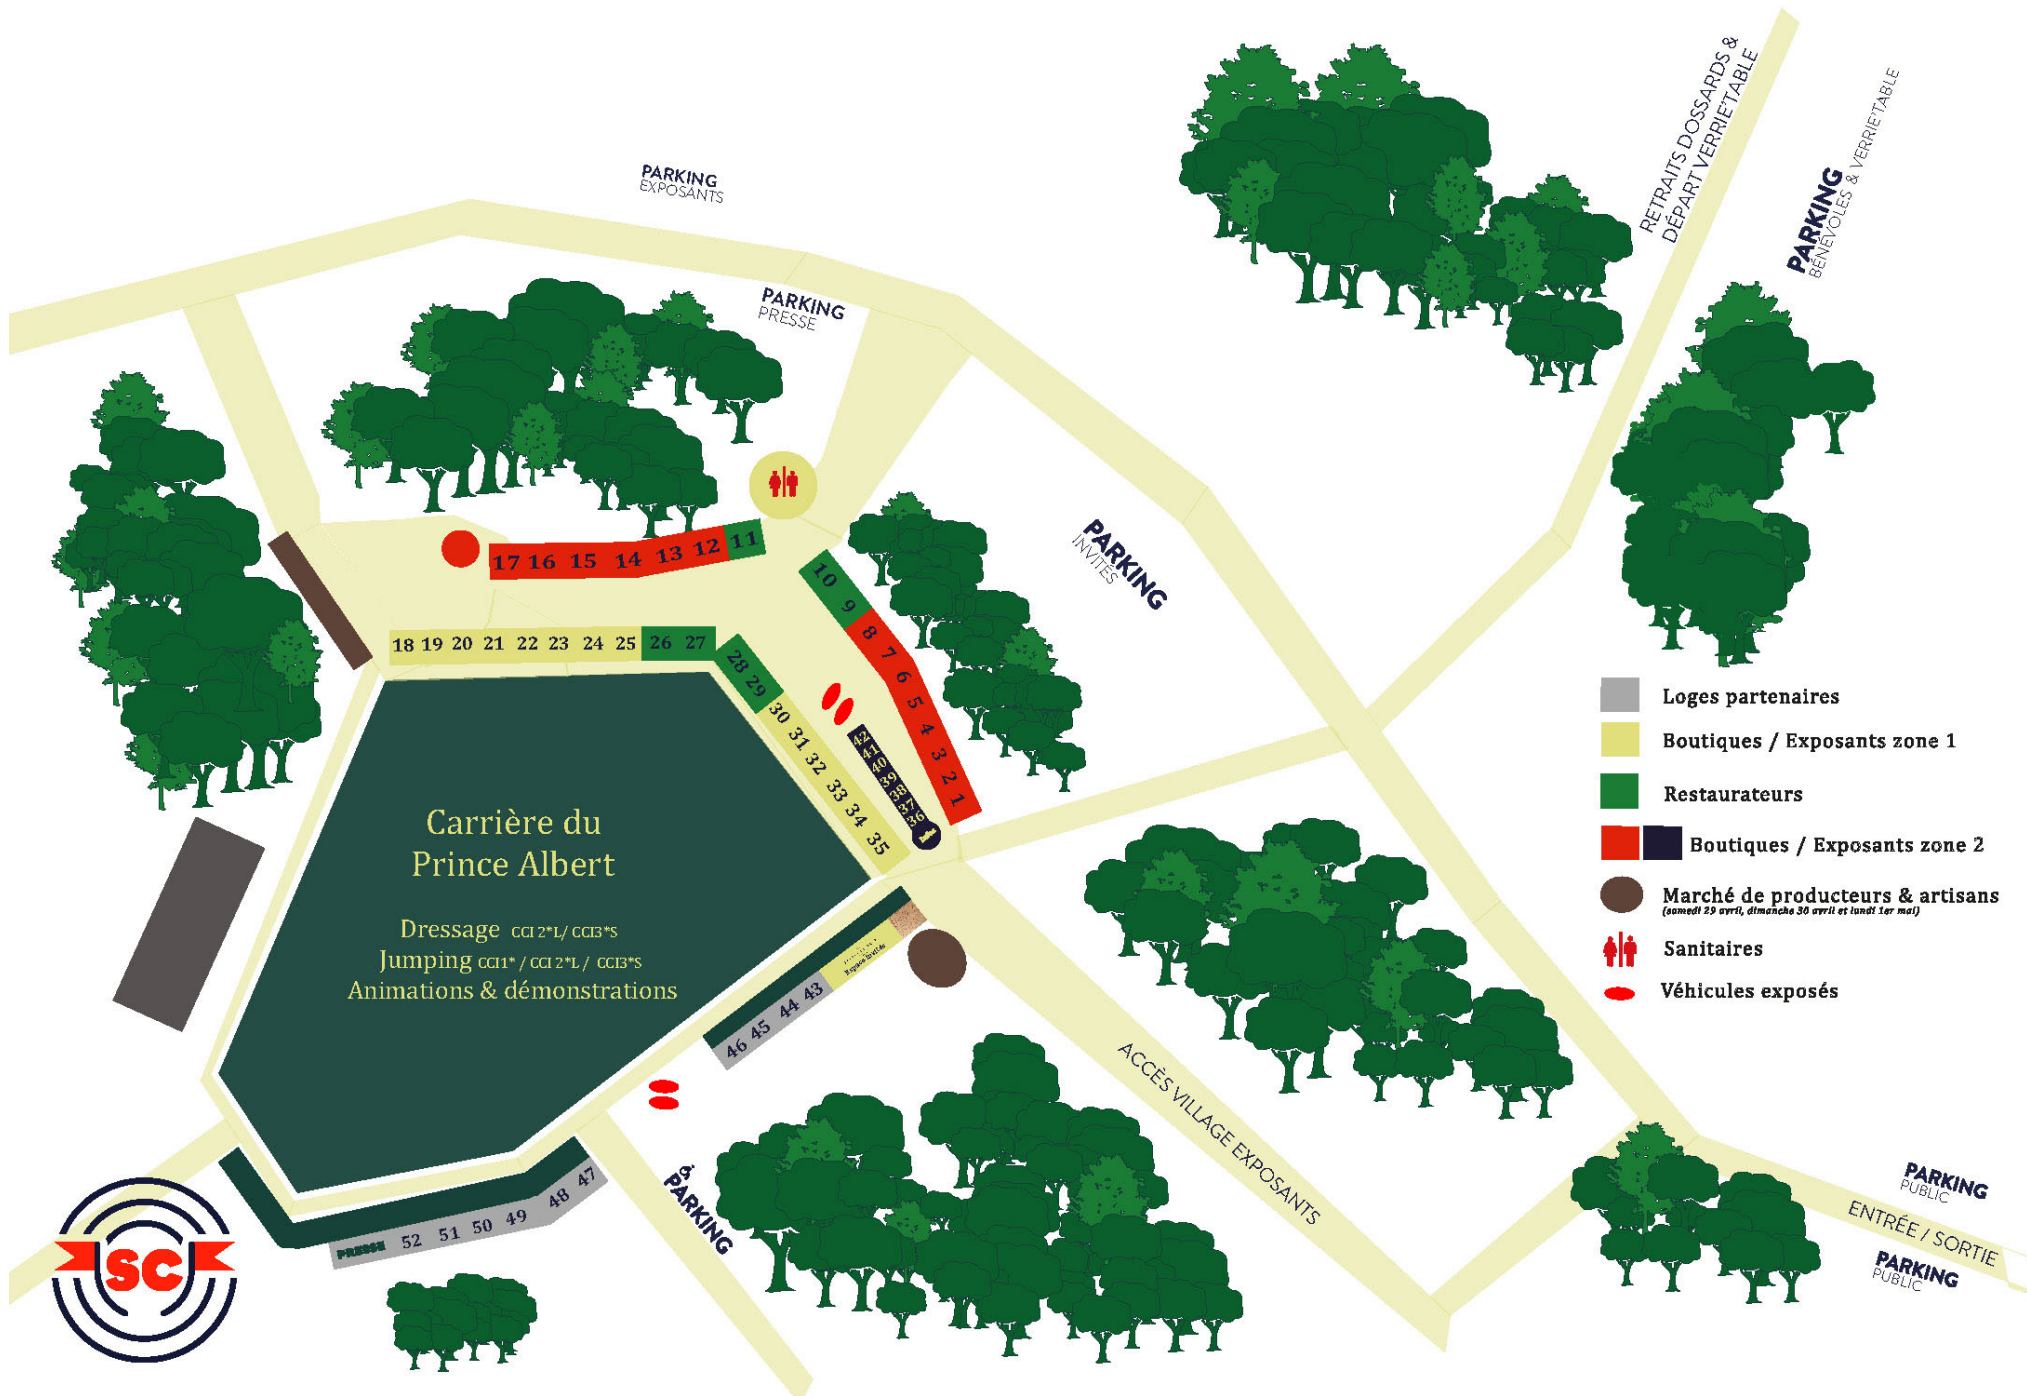 RETRAITS DOSSARDS &
DÉPART VERRIE'TABLE
PARKING
BÉNÉVOLES & VERRIE'TABLE
PARKING
EXPOSANTS
PARKING
PRESSE
PARKING
INVITÉS
17 16 15 14 13 12 11
10
9
8
7
6
5
4
3
2
1
18 19 20 21 22 23 24 25 26 27
28
29
30
31
32
33
34
35
42
41
40
39
38
37
36
Carrière du
Prince Albert
Dressage CCI 2*L/ CCI3*S
Jumping CCI1* / CCI 2*L / CCI3*S
Animations & démonstrations
Loges partenaires
Boutiques / Exposants zone 1
Restaurateurs
Boutiques / Exposants zone 2
Marché de producteurs & artisans
(samedi 29 avril, dimanche 30 avril et lundi 1er mai)
Sanitaires
Véhicules exposés
Espace Invités
46 45 44 43
ACCÈS VILLAGE EXPOSANTS
PARKING
PRESSE 52 51 50 49 48 47
SC
PARKING
PUBLIC
ENTRÉE / SORTIE
PARKING
PUBLIC